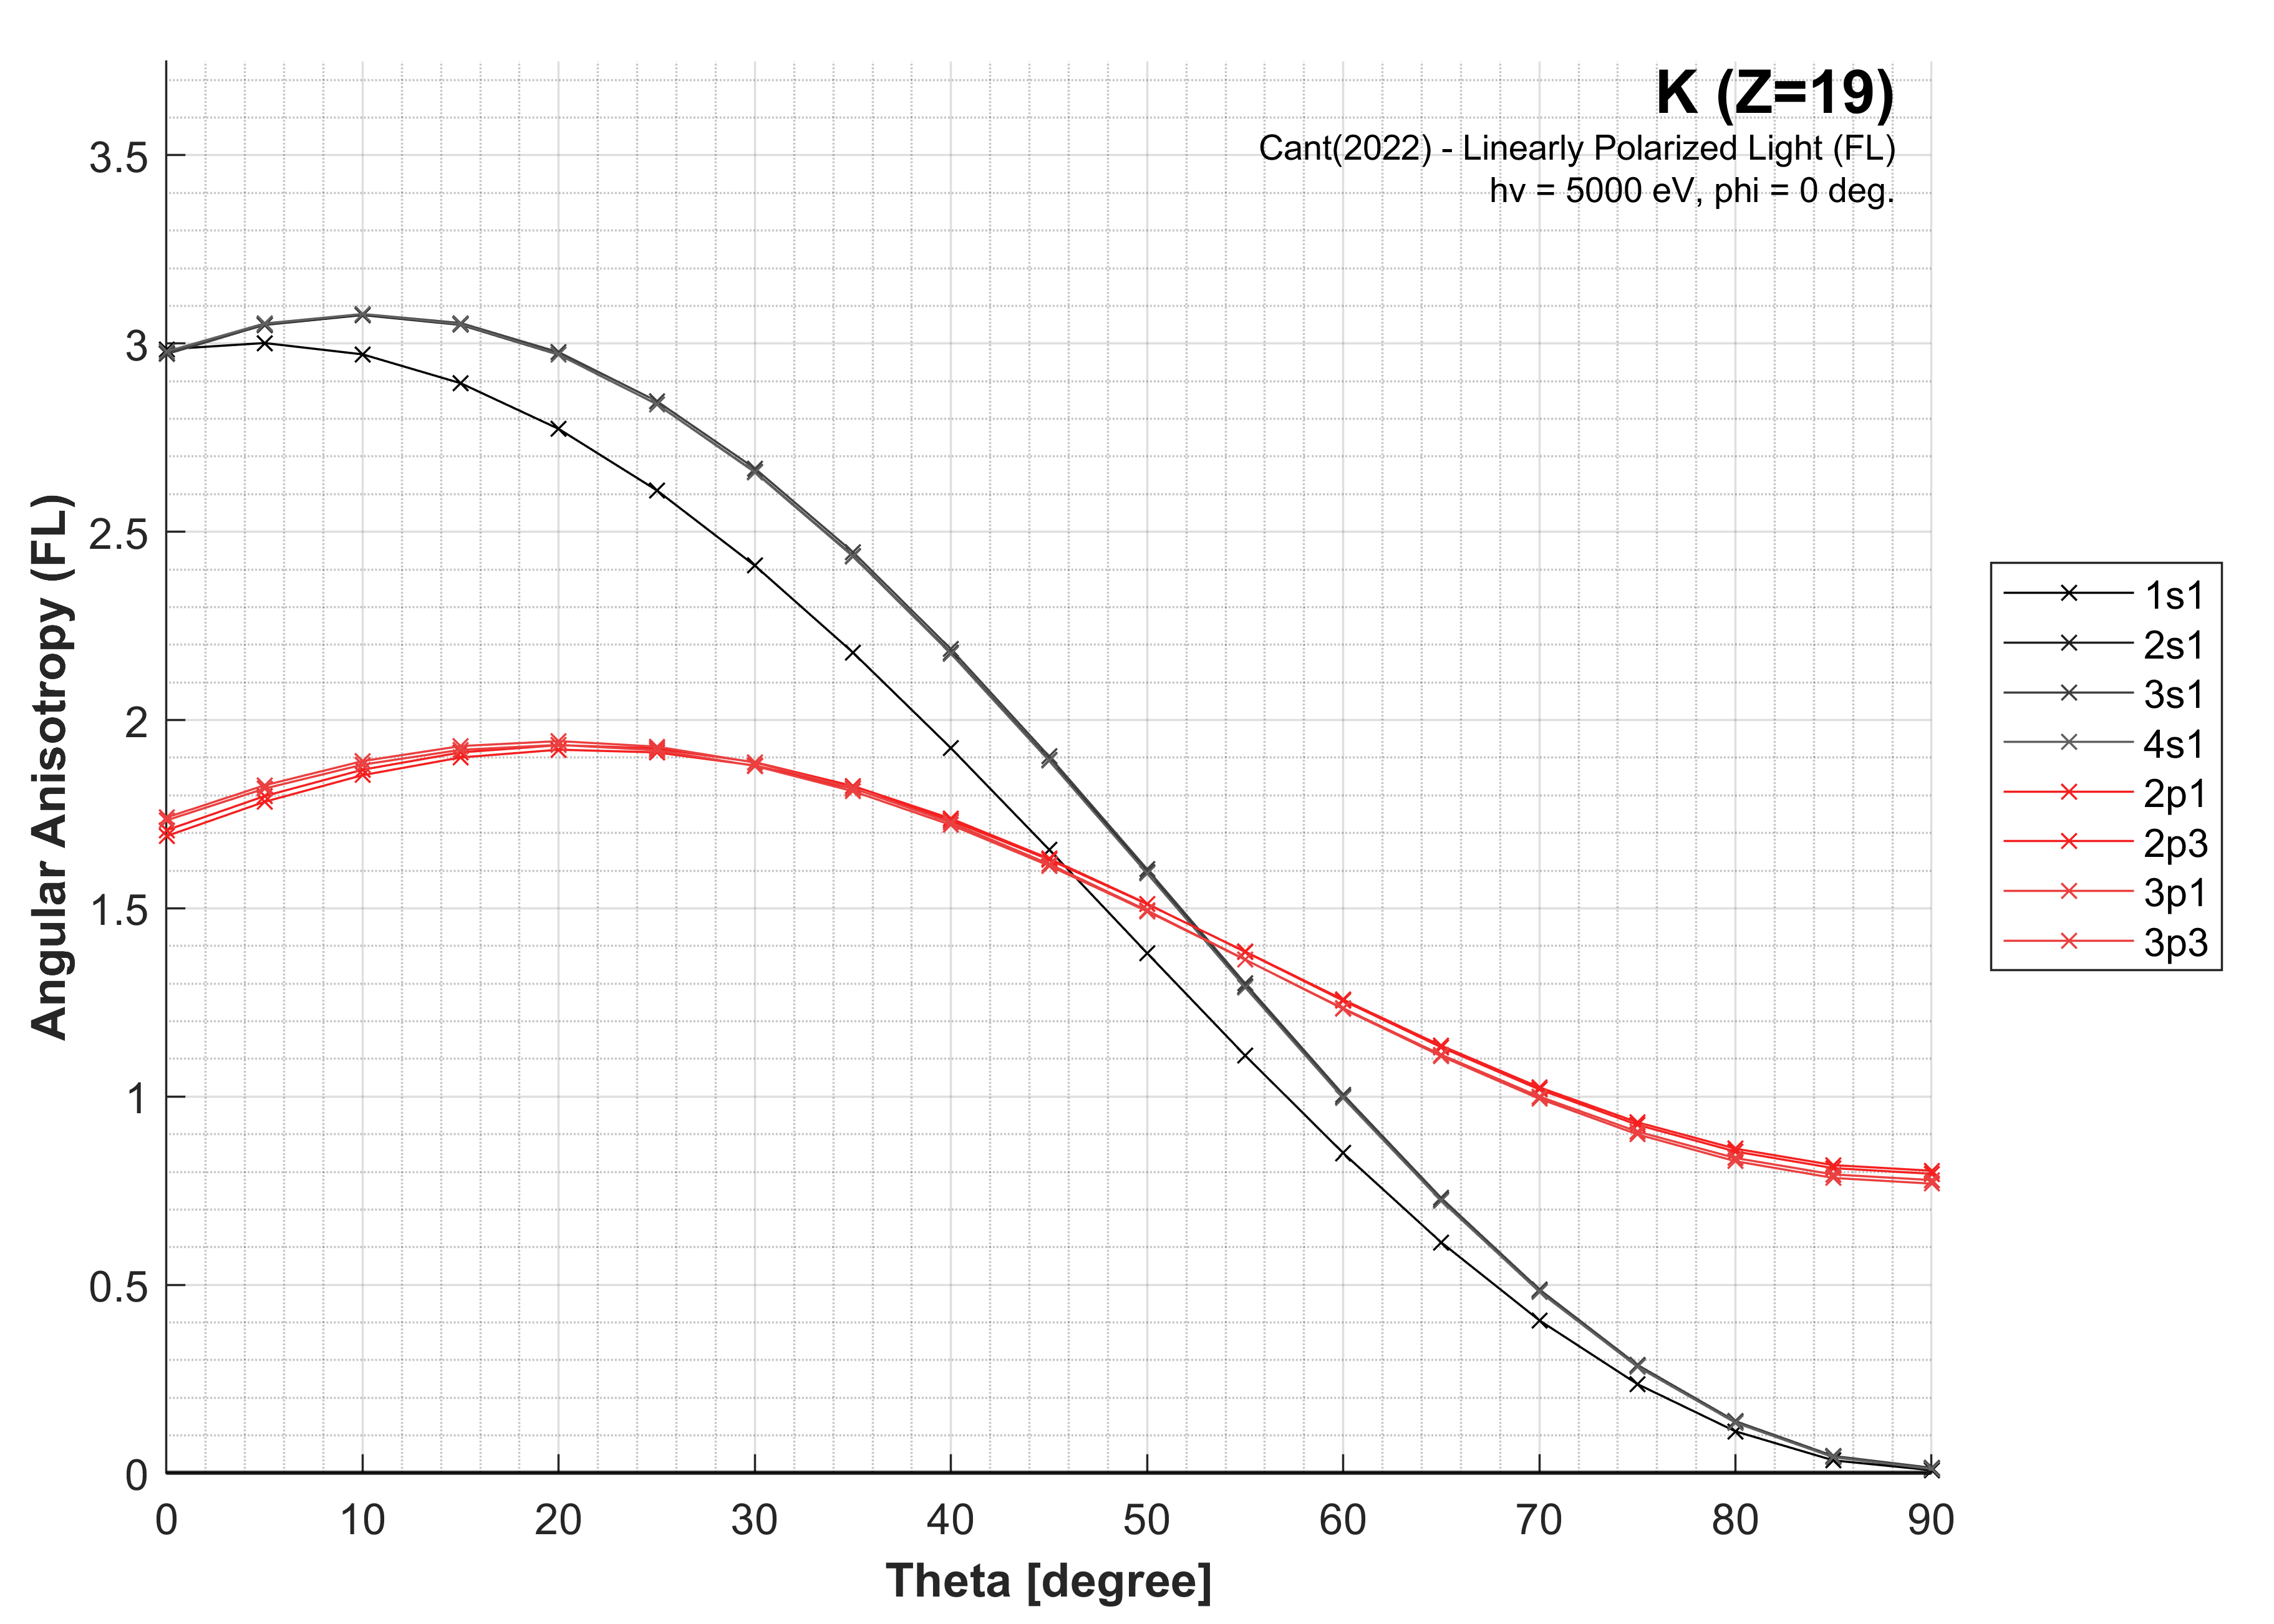 K (Z=19)
Cant(2022) - Linearly Polarized Light (FL)
hv = 5000 eV, phi = 0 deg.
Angular Anisotropy (FL)
3.5
3
2.5
2
1.5
1
0.5
0
0 10 20 30 40 50 60 70 80 90
Theta [degree]
1s1
2s1
3s1
4s1
2p1
2p3
3p1
3p3